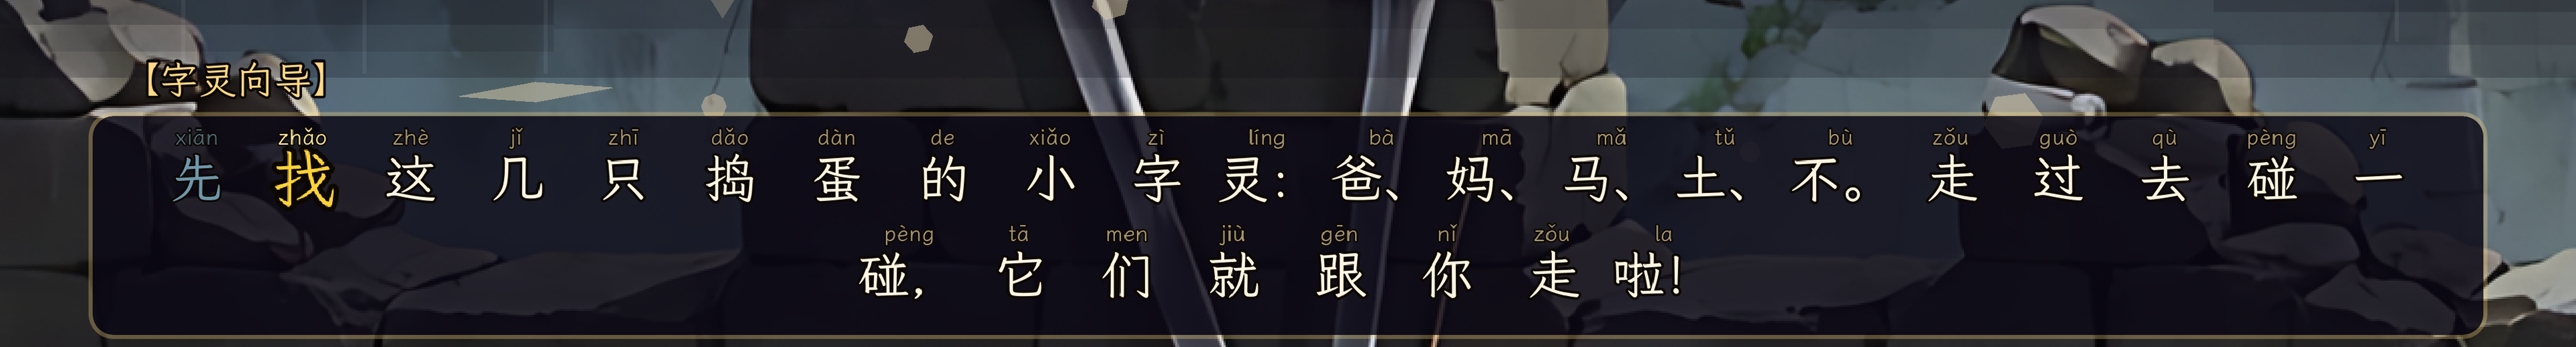 【字灵向导】
xiān zhǎo zhè jǐ zhī dǎo dàn de xiǎo zì líng bà mā mǎ tǔ bù zǒu guò qù pèng yī
先找这几只捣蛋的小字灵：爸、妈、马、土、不。走过去碰一
pèng tā men jiù gēn nǐ zǒu la
碰，它们就跟你走啦！